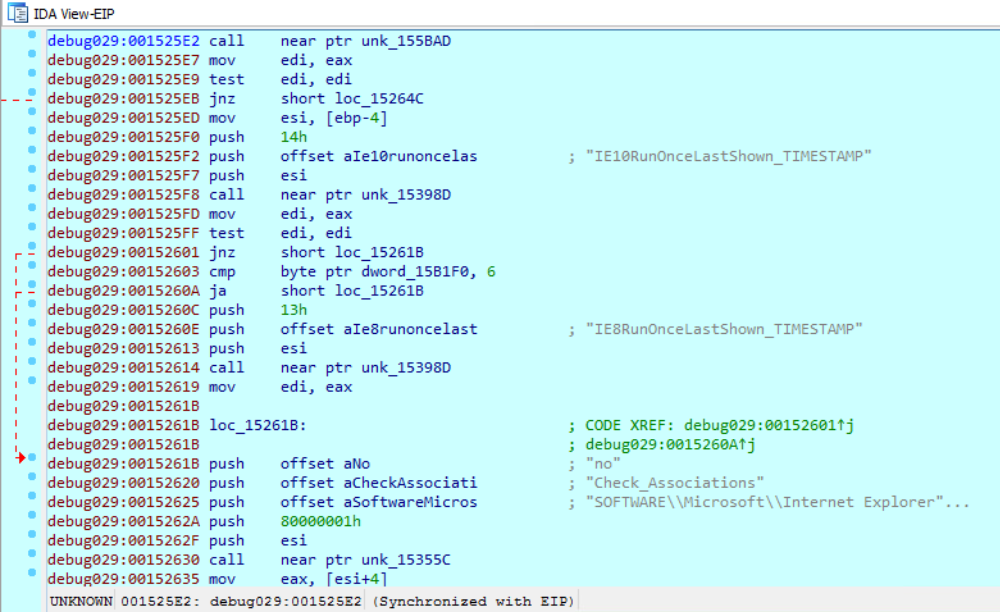 IDA View-EIP
debug029:001525E2 call near ptr unk_155BAD
debug029:001525E7 mov edi, eax
debug029:001525E9 test edi, edi
debug029:001525EB jnz short loc_15264C
debug029:001525ED mov esi, [ebp-4]
debug029:001525F0 push 14h
debug029:001525F2 push offset aIe10runoncelas ; "IE10RunOnceLastShown_TIMESTAMP"
debug029:001525F7 push esi
debug029:001525F8 call near ptr unk_15398D
debug029:001525FD mov edi, eax
debug029:001525FF test edi, edi
debug029:00152601 jnz short loc_15261B
debug029:00152603 cmp byte ptr dword_15B1F0, 6
debug029:0015260A ja short loc_15261B
debug029:0015260C push 13h
debug029:0015260E push offset aIe8runoncelast ; "IE8RunOnceLastShown_TIMESTAMP"
debug029:00152613 push esi
debug029:00152614 call near ptr unk_15398D
debug029:00152619 mov edi, eax
debug029:0015261B
debug029:0015261B loc_15261B: ; CODE XREF: debug029:00152601↑j
debug029:0015261B ; debug029:0015260A↑j
debug029:0015261B push offset aNo ; "no"
debug029:00152620 push offset aCheckAssociati ; "Check_Associations"
debug029:00152625 push offset aSoftwareMicros ; "SOFTWARE\\Microsoft\\Internet Explorer"...
debug029:0015262A push 80000001h
debug029:0015262F push esi
debug029:00152630 call near ptr unk_15355C
debug029:00152635 mov eax, [esi+4]
UNKNOWN 001525E2: debug029:001525E2 (Synchronized with EIP)